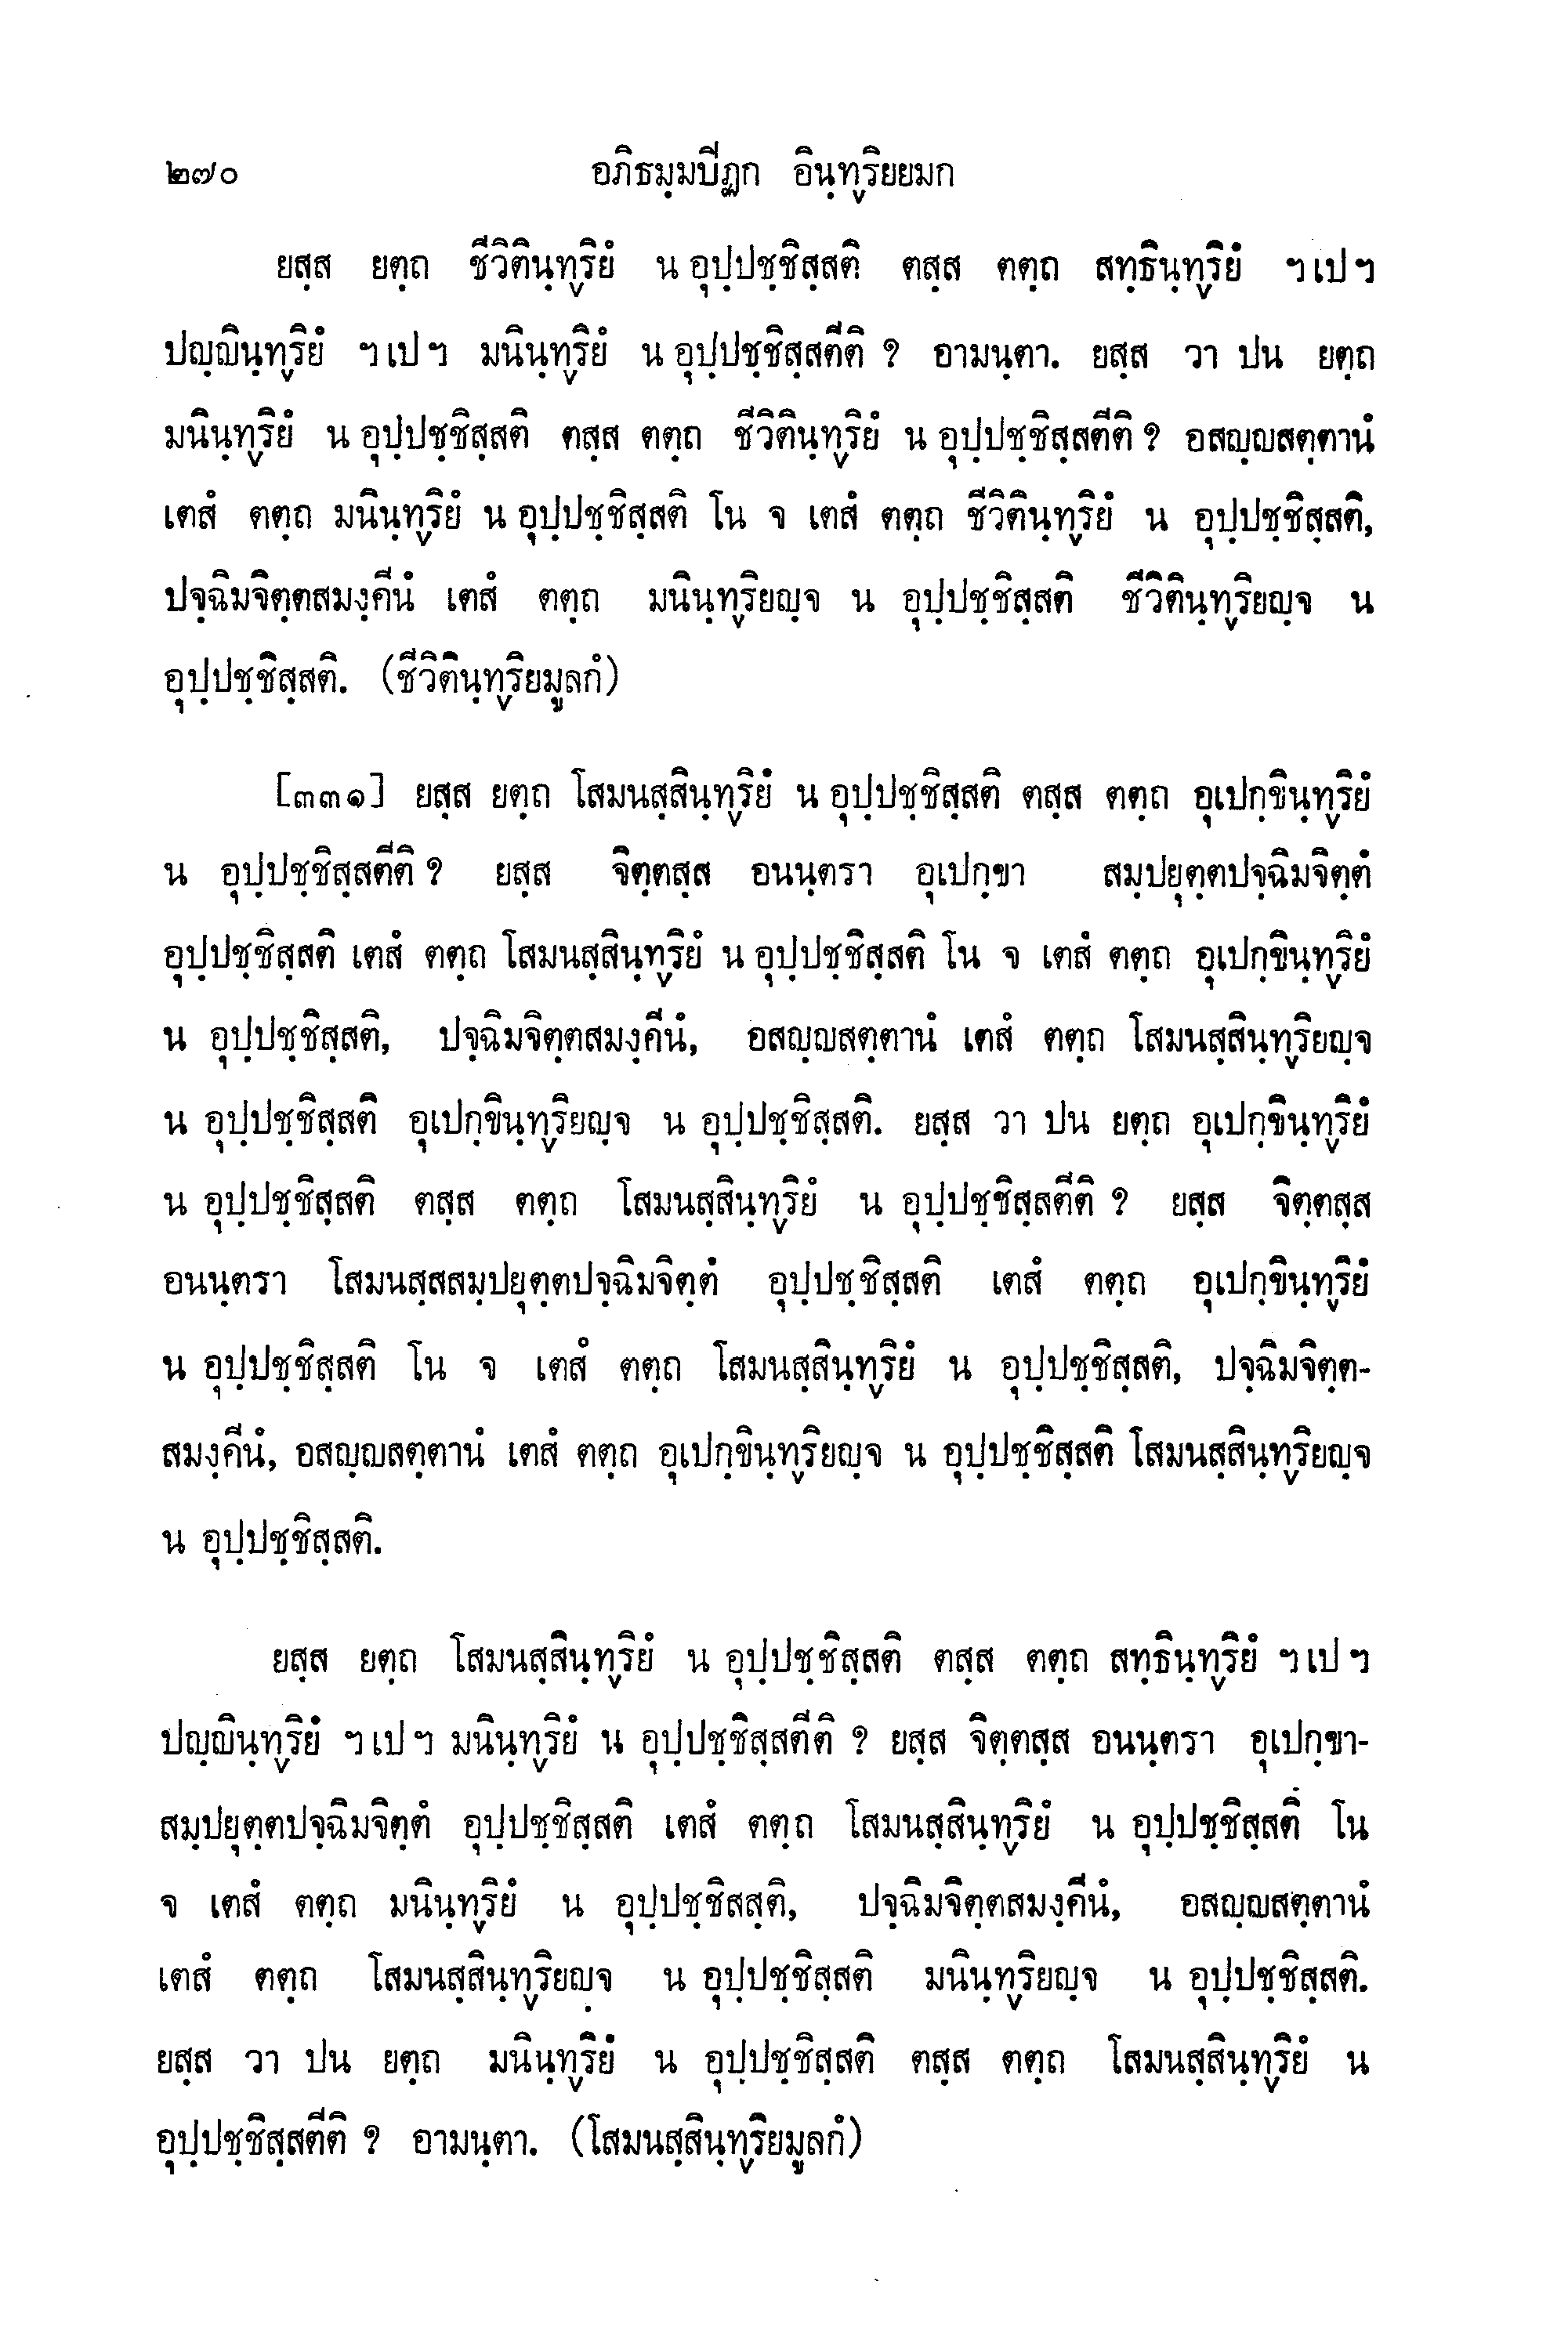 ๒๗๐ อภิธมฺมปีฏก อินฺทฺริยยมก
ยสฺส ยตฺถ ชีวิตินฺทฺริยํ น อุปฺปชฺชิสฺสติ ตสฺส ตตฺถ สทฺธินฺทฺริยํ ฯเปฯ
ปญฺญินฺทฺริยํ ฯเปฯ มนินฺทฺริยํ น อุปฺปชฺชิสฺสตีติ ? อามนฺตา. ยสฺส วา ปน ยตฺถ
มนินฺทฺริยํ น อุปฺปชฺชิสฺสติ ตสฺส ตตฺถ ชีวิตินฺทฺริยํ น อุปฺปชฺชิสฺสตีติ ? อสญฺญสตฺตานํ
เตสํ ตตฺถ มนินฺทฺริยํ น อุปฺปชฺชิสฺสติ โน จ เตสํ ตตฺถ ชีวิตินฺทฺริยํ น อุปฺปชฺชิสฺสติ,
ปจฺฉิมจิตฺตสมงฺคีนํ เตสํ ตตฺถ มนินฺทฺริยญฺจ น อุปฺปชฺชิสฺสติ ชีวิตินฺทฺริยญฺจ น
อุปฺปชฺชิสฺสติ. (ชีวิตินฺทฺริยมูลกํ)
[๓๓๑] ยสฺส ยตฺถ โสมนสฺสินฺทฺริยํ น อุปฺปชฺชิสฺสติ ตสฺส ตตฺถ อุเปกฺขินฺทฺริยํ
น อุปฺปชฺชิสฺสตีติ ? ยสฺส จิตฺตสฺส อนนฺตรา อุเปกฺขา สมฺปยุตฺตปจฺฉิมจิตฺตํ
อุปฺปชฺชิสฺสติ เตสํ ตตฺถ โสมนสฺสินฺทฺริยํ น อุปฺปชฺชิสฺสติ โน จ เตสํ ตตฺถ อุเปกฺขินฺทฺริยํ
น อุปฺปชฺชิสฺสติ, ปจฺฉิมจิตฺตสมงฺคีนํ, อสญฺญสตฺตานํ เตสํ ตตฺถ โสมนสฺสินฺทฺริยญฺจ
น อุปฺปชฺชิสฺสติ อุเปกฺขินฺทฺริยญฺจ น อุปฺปชฺชิสฺสติ. ยสฺส วา ปน ยตฺถ อุเปกฺขินฺทฺริยํ
น อุปฺปชฺชิสฺสติ ตสฺส ตตฺถ โสมนสฺสินฺทฺริยํ น อุปฺปชฺชิสฺสตีติ ? ยสฺส จิตฺตสฺส
อนนฺตรา โสมนสฺสสมฺปยุตฺตปจฺฉิมจิตฺตํ อุปฺปชฺชิสฺสติ เตสํ ตตฺถ อุเปกฺขินฺทฺริยํ
น อุปฺปชฺชิสฺสติ โน จ เตสํ ตตฺถ โสมนสฺสินฺทฺริยํ น อุปฺปชฺชิสฺสติ, ปจฺฉิมจิตฺต-
สมงฺคีนํ, อสญฺญสตฺตานํ เตสํ ตตฺถ อุเปกฺขินฺทฺริยญฺจ น อุปฺปชฺชิสฺสติ โสมนสฺสินฺทฺริยญฺจ
น อุปฺปชฺชิสฺสติ.
ยสฺส ยตฺถ โสมนสฺสินฺทฺริยํ น อุปฺปชฺชิสฺสติ ตสฺส ตตฺถ สทฺธินฺทฺริยํ ฯเปฯ
ปญฺญินฺทฺริยํ ฯเปฯ มนินฺทฺริยํ น อุปฺปชฺชิสฺสตีติ ? ยสฺส จิตฺตสฺส อนนฺตรา อุเปกฺขา-
สมฺปยุตฺตปจฺฉิมจิตฺตํ อุปฺปชฺชิสฺสติ เตสํ ตตฺถ โสมนสฺสินฺทฺริยํ น อุปฺปชฺชิสฺสติ โน
จ เตสํ ตตฺถ มนินฺทฺริยํ น อุปฺปชฺชิสสฺติ, ปจฺฉิมจิตฺตสมงฺคีนํ, อสญฺญสตฺตานํ
เตสํ ตตฺถ โสมนสฺสินฺทฺริยญฺจ น อุปฺปชฺชิสฺสติ มนินฺทฺริยญฺจ น อุปฺปชฺชิสฺสติ.
ยสฺส วา ปน ยตฺถ มนินฺทฺริยํ น อุปฺปชฺชิสฺสติ ตสฺส ตตฺถ โสมนสฺสินฺทฺริยํ น
อุปฺปชฺชิสฺสตีติ ? อามนฺตา. (โสมนสฺสินฺทฺริยมูลกํ)